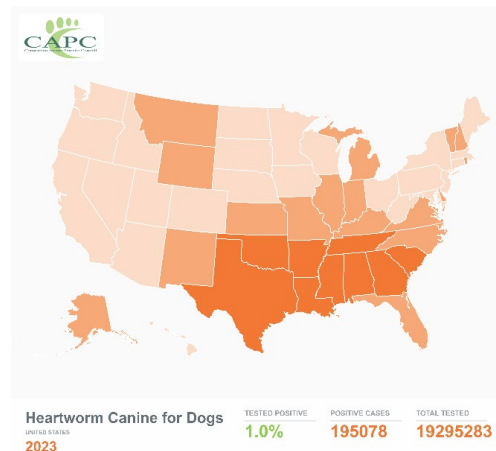 CAPC
Heartworm Canine for Dogs
UNITED STATES
2023
TESTED POSITIVE
1.0%
POSITIVE CASES
195078
TOTAL TESTED
19295283